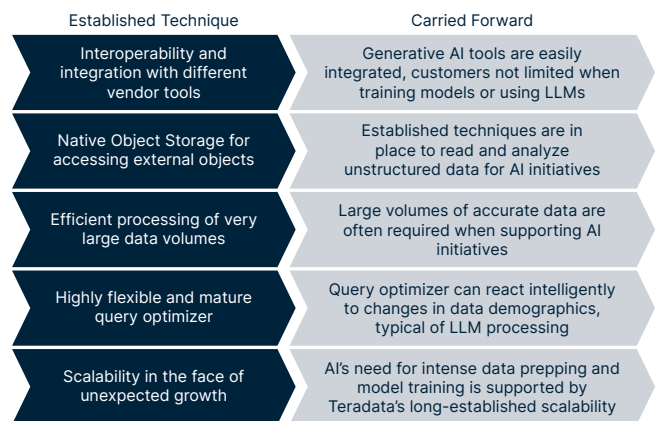 Established Technique
Carried Forward
Interoperability and
integration with different
vendor tools
Generative AI tools are easily
integrated, customers not limited when
training models or using LLMs
Native Object Storage for
accessing external objects
Established techniques are in
place to read and analyze
unstructured data for AI initiatives
Efficient processing of very
large data volumes
Large volumes of accurate data are
often required when supporting AI
initiatives
Highly flexible and mature
query optimizer
Query optimizer can react intelligently
to changes in data demographics,
typical of LLM processing
Scalability in the face of
unexpected growth
AI's need for intense data prepping and
model training is supported by
Teradata's long-established scalability